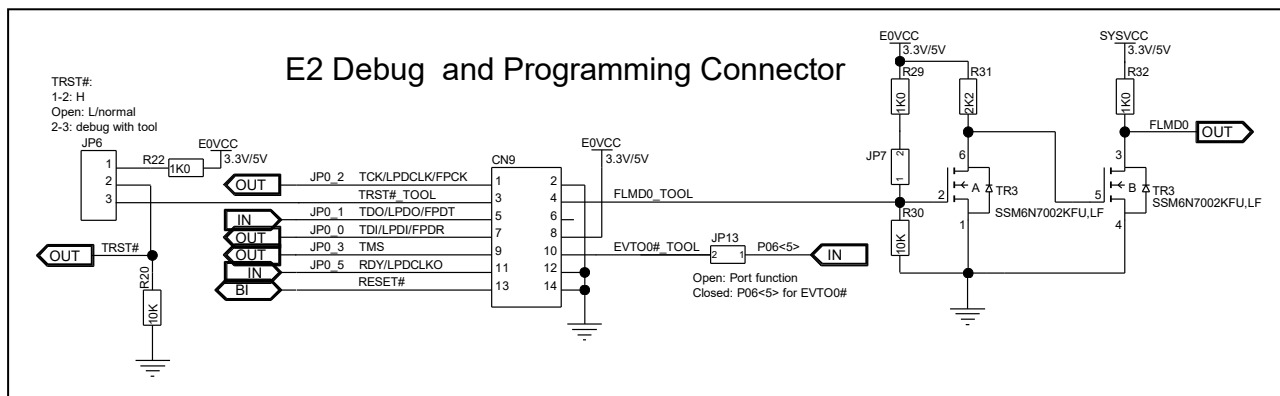 E2 Debug and Programming Connector
TRST#:
1-2: H
Open: L/normal
2-3: debug with tool
JP6
1
2
3
R22
1K0
E0VCC
3.3V/5V
OUT
TRST#
R20
10K
OUT
JP0_2
TCK/LPDCLK/FPCK
TRST#_TOOL
IN
JP0_1
TDO/LPDO/FPDT
OUT
JP0_0
TDI/LPDI/FPDR
OUT
JP0_3
TMS
IN
JP0_5
RDY/LPDCLKO
BI
RESET#
CN9
1
2
3
4
5
6
7
8
9
10
11
12
13
14
E0VCC
3.3V/5V
FLMD0_TOOL
EVTO0#_TOOL
JP13
2
1
P06<5>
IN
Open: Port function
Closed: P06<5> for EVTO0#
E0VCC
3.3V/5V
R29
1K0
R31
2K2
JP7
2
1
R30
10K
6
2
A
1
TR3
SSM6N7002KFU,LF
SYSVCC
3.3V/5V
R32
1K0
FLMD0
OUT
3
5
B
4
TR3
SSM6N7002KFU,LF